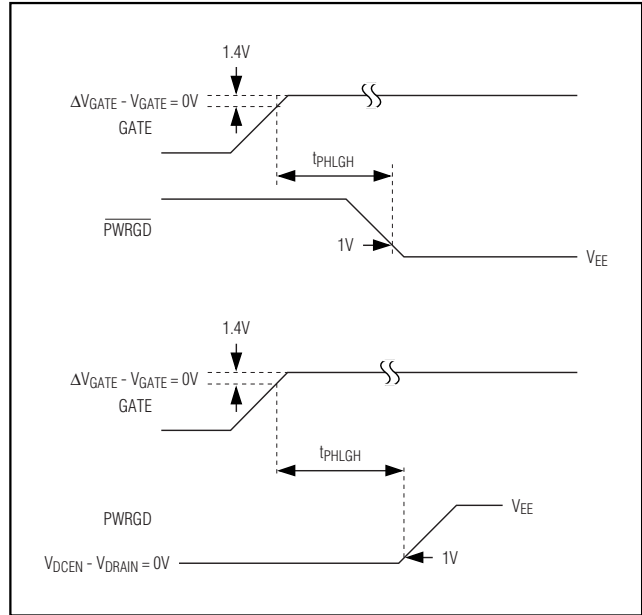 1.4V
ΔVGATE - VGATE = 0V
GATE
tPHLGH
PWRGD
1V
VEE
1.4V
ΔVGATE - VGATE = 0V
GATE
tPHLGH
PWRGD
VEE
VDCEN - VDRAIN = 0V
1V